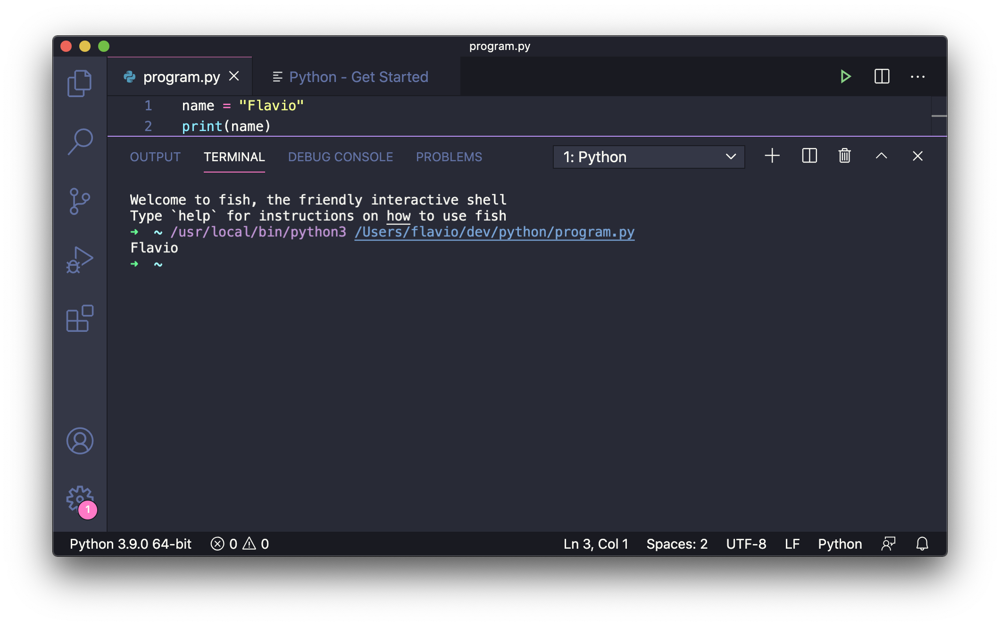 program.py
program.py
Python - Get Started
1 name = "Flavio"
2 print(name)
OUTPUT TERMINAL DEBUG CONSOLE PROBLEMS 1: Python
Welcome to fish, the friendly interactive shell
Type `help` for instructions on how to use fish
➜ ~ /usr/local/bin/python3 /Users/flavio/dev/python/program.py
Flavio
➜ ~
1
Python 3.9.0 64-bit 0 0 Ln 3, Col 1 Spaces: 2 UTF-8 LF Python